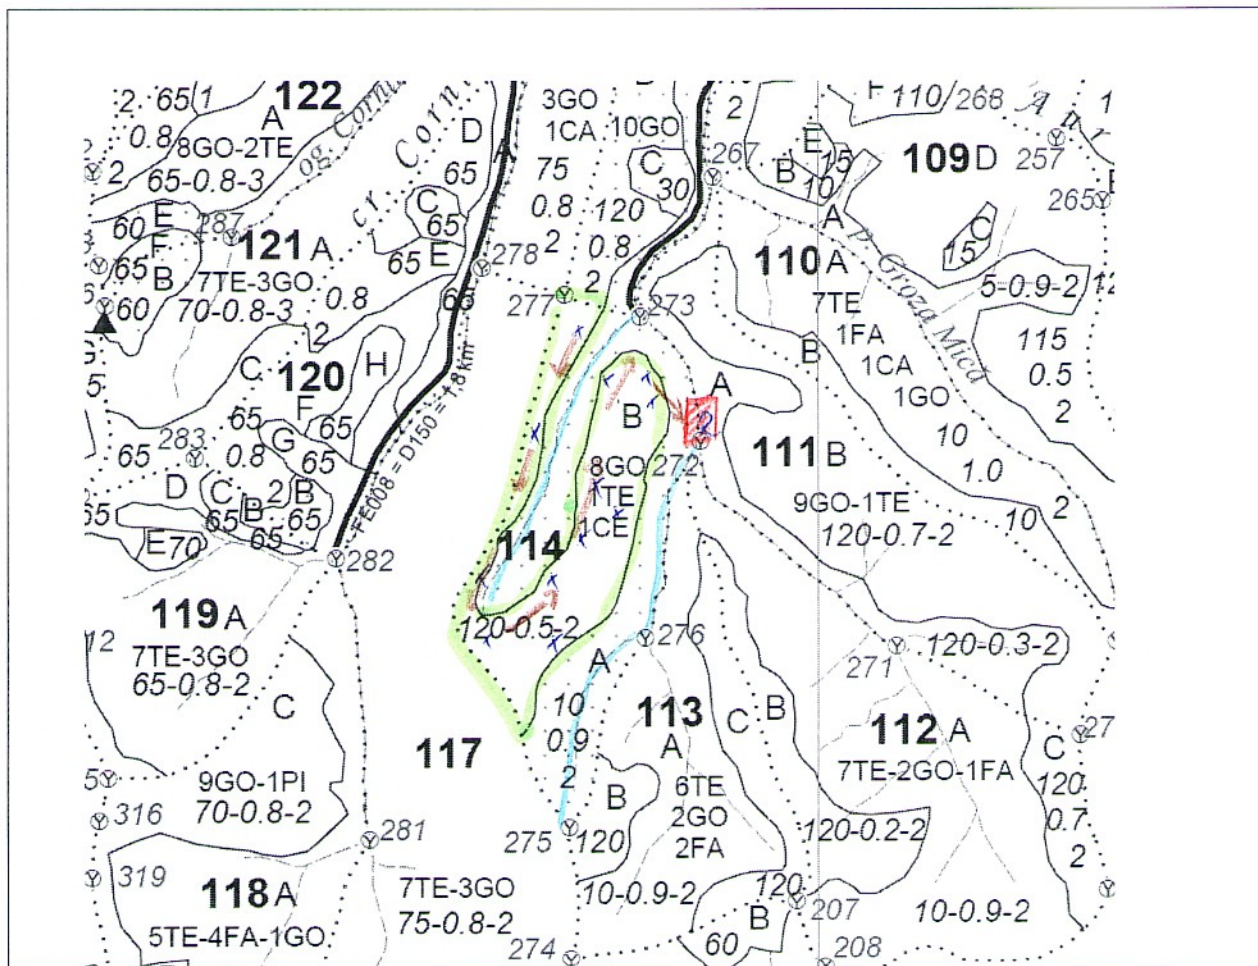 122
A
8GO-2TE
65-0.8-3
2
65
1
0.8
2
og. Corni
cr. Corni
D
65
A
3GO
1CA
75
0.8
2
10GO
C
30
120
0.8
2
2
267
E
15
B
10
F
110
268
109 D
257
265
C
15
A
P. Groza Mică
5-0.9-2
115
0.5
2
60
E
F
65
B
60
287
121 A
7TE-3GO
70-0.8-3
0.8
2
C
65
65 E
65
278
277
273
110 A
7TE
1FA
1CA
1GO
10
1.0
2
B
120
F
H
C
65
0.8
65
G
65
283
65
D
C
B
2
B
65
65
65
E70
FE008 = D150 = 1,8km
282
A
B
8GO
1TE
1CE
272
114
120-0.5-2
111 B
9GO-1TE
120-0.7-2
10
2
119 A
7TE-3GO
65-0.8-2
C
12
9GO-1PI
70-0.8-2
276
A
10
0.9
2
271
120-0.3-2
113
A
6TE
2GO
2FA
C
B
112 A
7TE-2GO-1FA
C
120
0.7
2
117
B
275
120
120-0.2-2
316
319
281
118 A
5TE-4FA-1GO
7TE-3GO
75-0.8-2
274
10-0.9-2
120
B
60
207
208
10-0.9-2